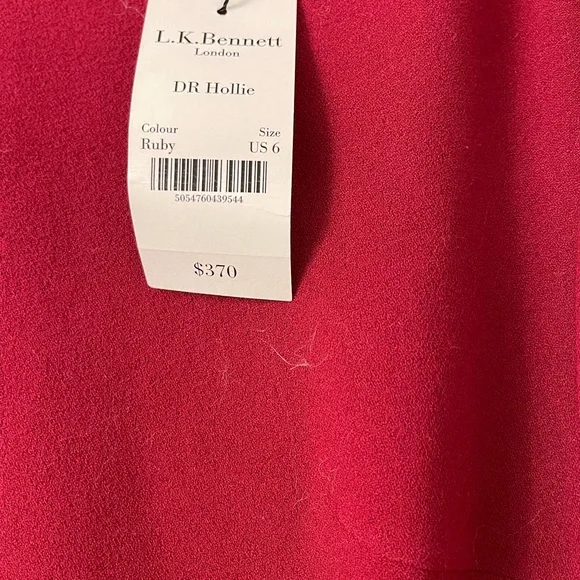 L.K.Bennett
London
DR Hollie
Colour Size
Ruby US 6
5054760439544
$370